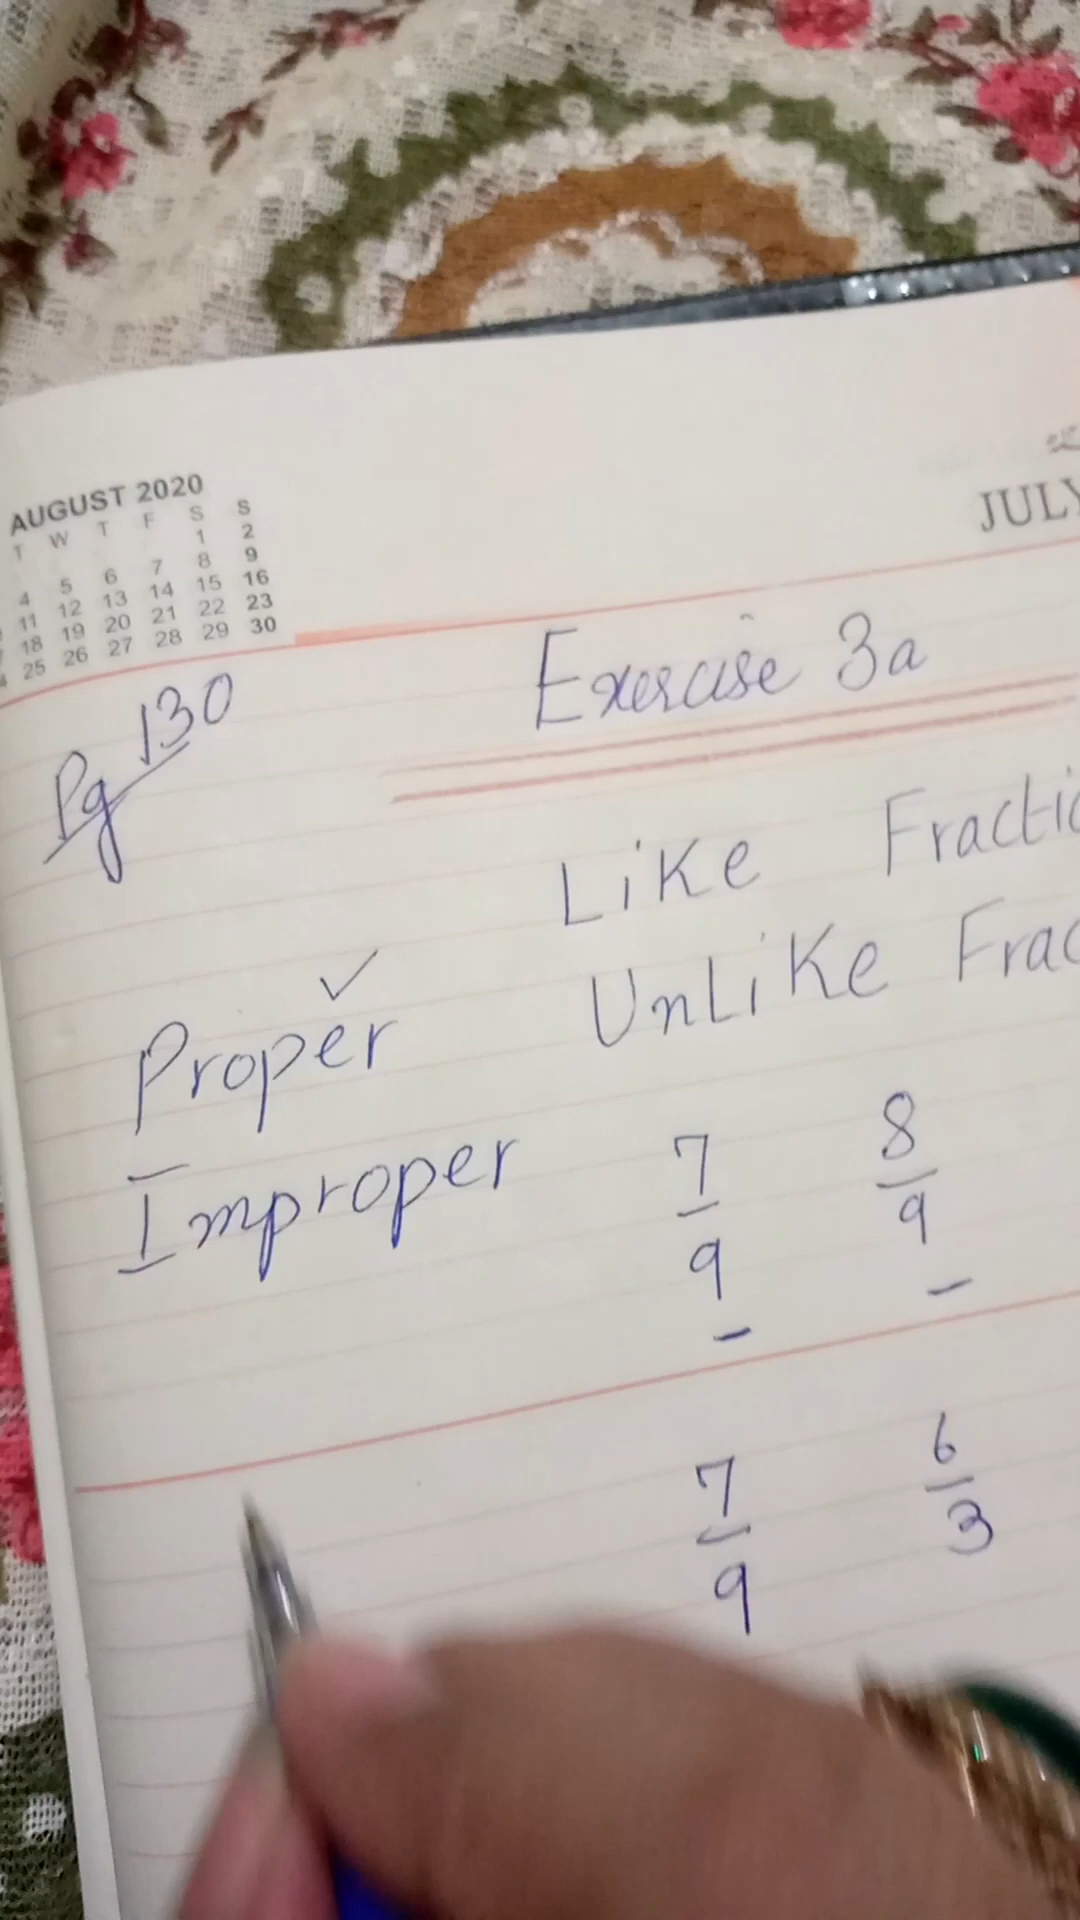 AUGUST 2020
T W T F S S
1 2
4 5 6 7 8 9
11 12 13 14 15 16
18 19 20 21 22 23
25 26 27 28 29 30
JULY
Pg 130
Exercise 3a
Like
Unlike
Proper ✓
Improper
7/9 8/9
7/9 6/3